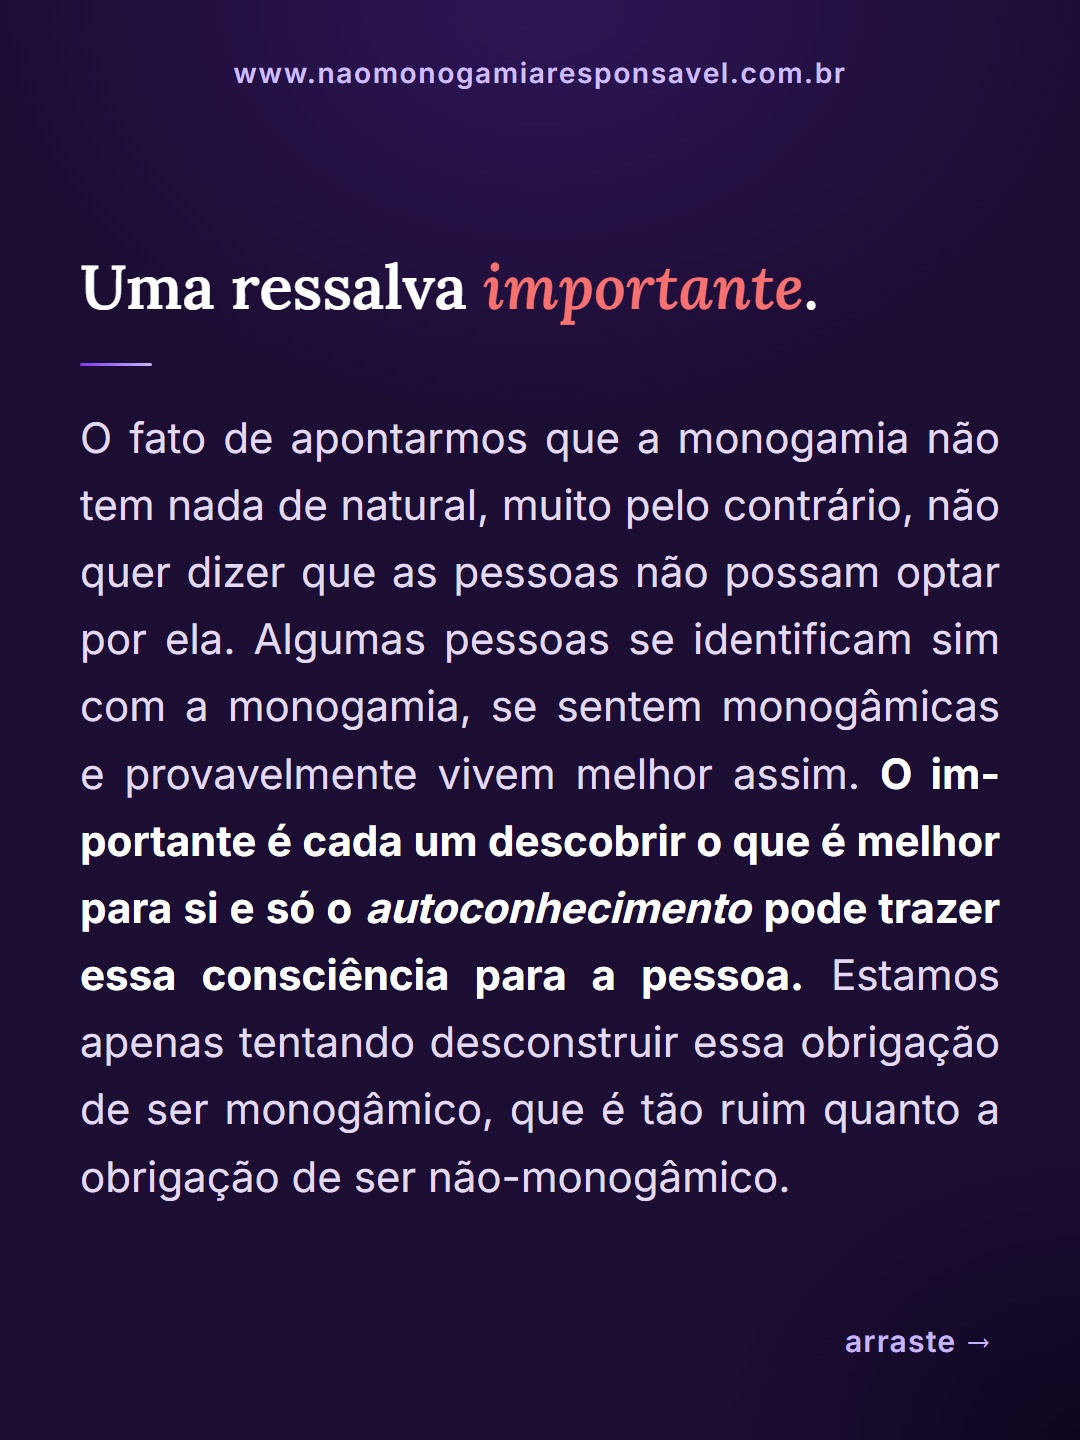 www.naomonogamiaresponsavel.com.br
Uma ressalva importante.
O fato de apontarmos que a monogamia não
tem nada de natural, muito pelo contrário, não
quer dizer que as pessoas não possam optar
por ela. Algumas pessoas se identificam sim
com a monogamia, se sentem monogâmicas
e provavelmente vivem melhor assim. O im-
portante é cada um descobrir o que é melhor
para si e só o autoconhecimento pode trazer
essa consciência para a pessoa. Estamos
apenas tentando desconstruir essa obrigação
de ser monogâmico, que é tão ruim quanto a
obrigação de ser não-monogâmico.
arraste →